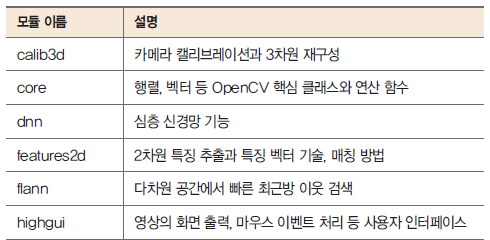 모듈 이름 설명
calib3d 카메라 캘리브레이션과 3차원 재구성
core 행렬, 벡터 등 OpenCV 핵심 클래스와 연산 함수
dnn 심층 신경망 기능
features2d 2차원 특징 추출과 특징 벡터 기술, 매칭 방법
flann 다차원 공간에서 빠른 최근방 이웃 검색
highgui 영상의 화면 출력, 마우스 이벤트 처리 등 사용자 인터페이스